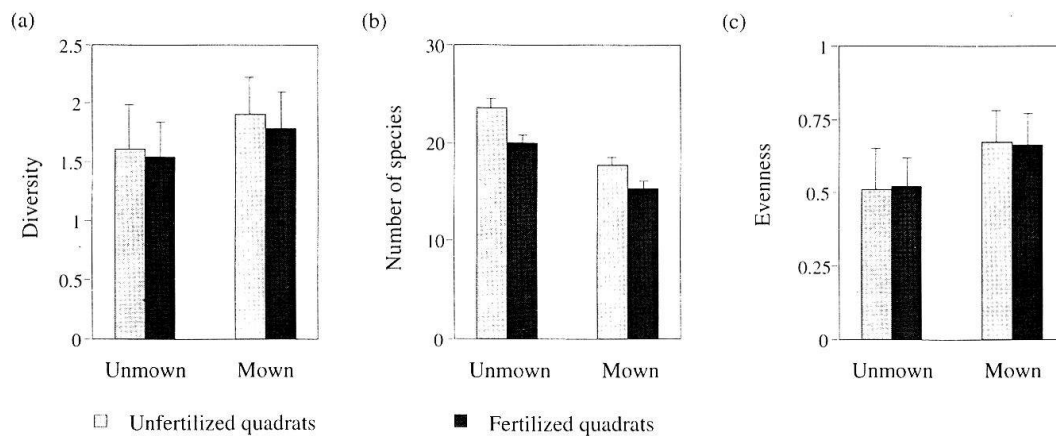 (a)
Diversity
2.5
2
1.5
1
0.5
0
Unmown Mown
(b)
Number of species
30
20
10
0
Unmown Mown
(c)
Evenness
1
0.75
0.5
0.25
0
Unmown Mown
Unfertilized quadrats Fertilized quadrats